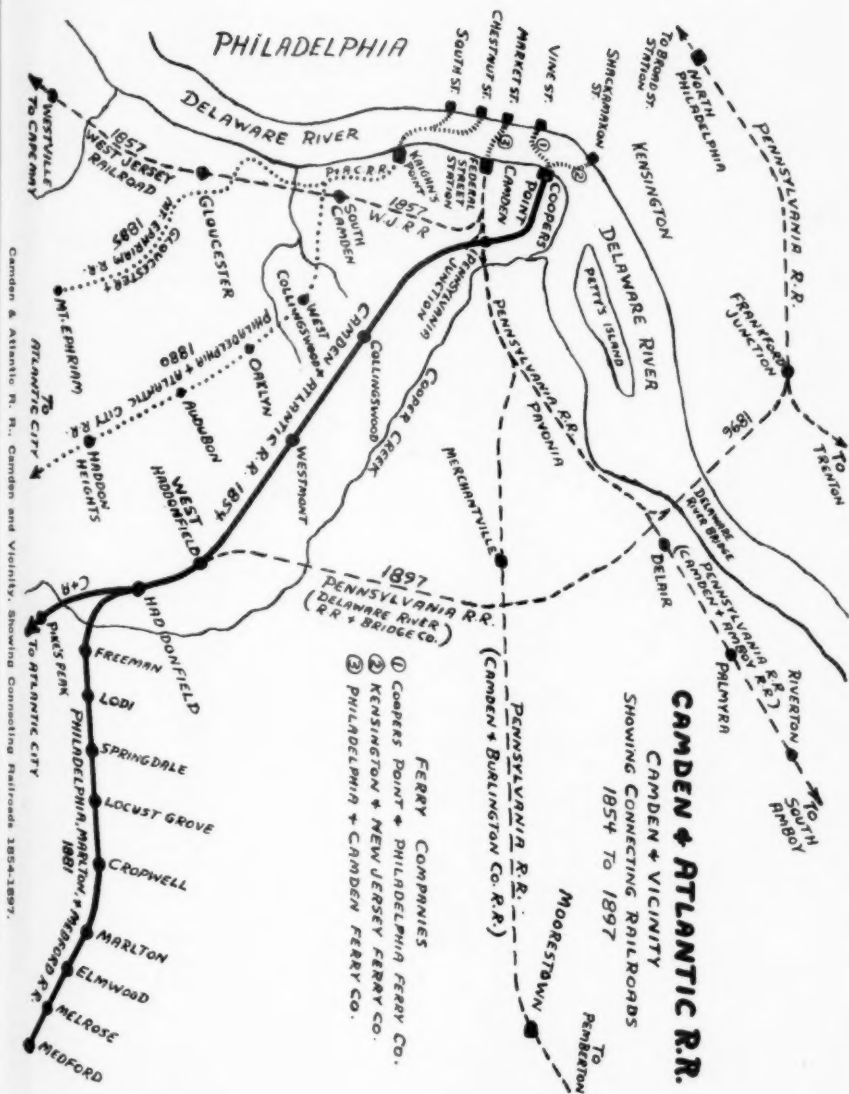 CAMDEN & ATLANTIC R.R.
CAMDEN & VICINITY
SHOWING CONNECTING RAILROADS
1854 TO 1897
FERRY COMPANIES
① COOPERS POINT & PHILADELPHIA FERRY CO.
② KENSINGTON & NEW JERSEY FERRY CO.
③ PHILADELPHIA & CAMDEN FERRY CO.
PHILADELPHIA
DELAWARE RIVER
SOUTH ST.
CHESTNUT ST.
MARKET ST.
VINE ST.
SHACKAMAXON
ST.
TO BROAD ST.
STATION
NORTH
PHILADELPHIA
KENSINGTON
PENNSYLVANIA R.R.
FRANKFORD
JUNCTION
TO
TRENTON
1896
DELAWARE RIVER
PETTY'S ISLAND
DELAWARE
RIVER BRIDGE
①
②
③
COOPERS
POINT
CAMDEN
FEDERAL
STREET
STATION
KAIGHN'S
POINT
P. & A.C.R.R.
PENNSYLVANIA
JUNCTION
PENNSYLVANIA R.R.
PAVONIA
DELAIR
PENNSYLVANIA R.R.
(CAMDEN & AMBOY R.R.)
PALMYRA
RIVERTON
TO
SOUTH
AMBOY
MERCHANTVILLE
PENNSYLVANIA R.R.
(CAMDEN & BURLINGTON CO. R.R.)
MOORESTOWN
TO
PEMBERTON
1897
PENNSYLVANIA R.R.
(DELAWARE RIVER
R.R. & BRIDGE CO.)
COOPER CREEK
WESTVILLE
TO CAPE MAY
1857
WEST JERSEY
RAILROAD
GLOUCESTER
1857
W.J.R.R
SOUTH
CAMDEN
GLOUCESTER &
MT. EPHRIAM R.R.
1885
MT. EPHRIAM
WEST
COLLINGSWOOD
PHILADELPHIA & ATLANTIC CITY R.R.
1880
OAKLYN
AUDUBON
HADDON
HEIGHTS
TO
ATLANTIC CITY
CAMDEN & ATLANTIC R.R. 1854
COLLINGSWOOD
WESTMONT
WEST
HADDONFIELD
HADDONFIELD
C&A
PIKE'S PEAK
TO ATLANTIC CITY
FREEMAN
LODI
SPRINGDALE
LOCUST GROVE
CROPWELL
MARLTON
ELMWOOD
MELROSE
MEDFORD
PHILADELPHIA, MARLTON, & MEDFORD R.R.
1881
Camden & Atlantic R. R., Camden and Vicinity, Showing Connecting Railroads 1854-1897.